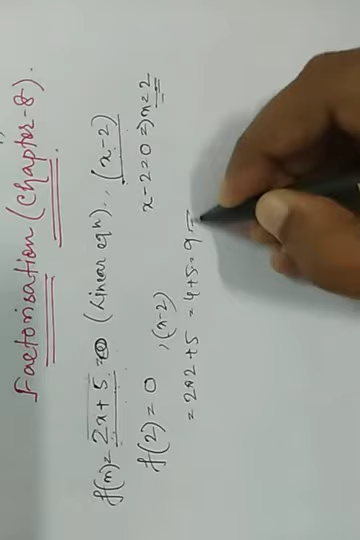 Factorisation (Chapter-8).
f(x) = 2x + 5 = 0 (Linear eqn)., (x-2)
f(2) = 0 , (x-2) x-2=0 => x = 2
= 2*2 + 5 = 4+5 = 9